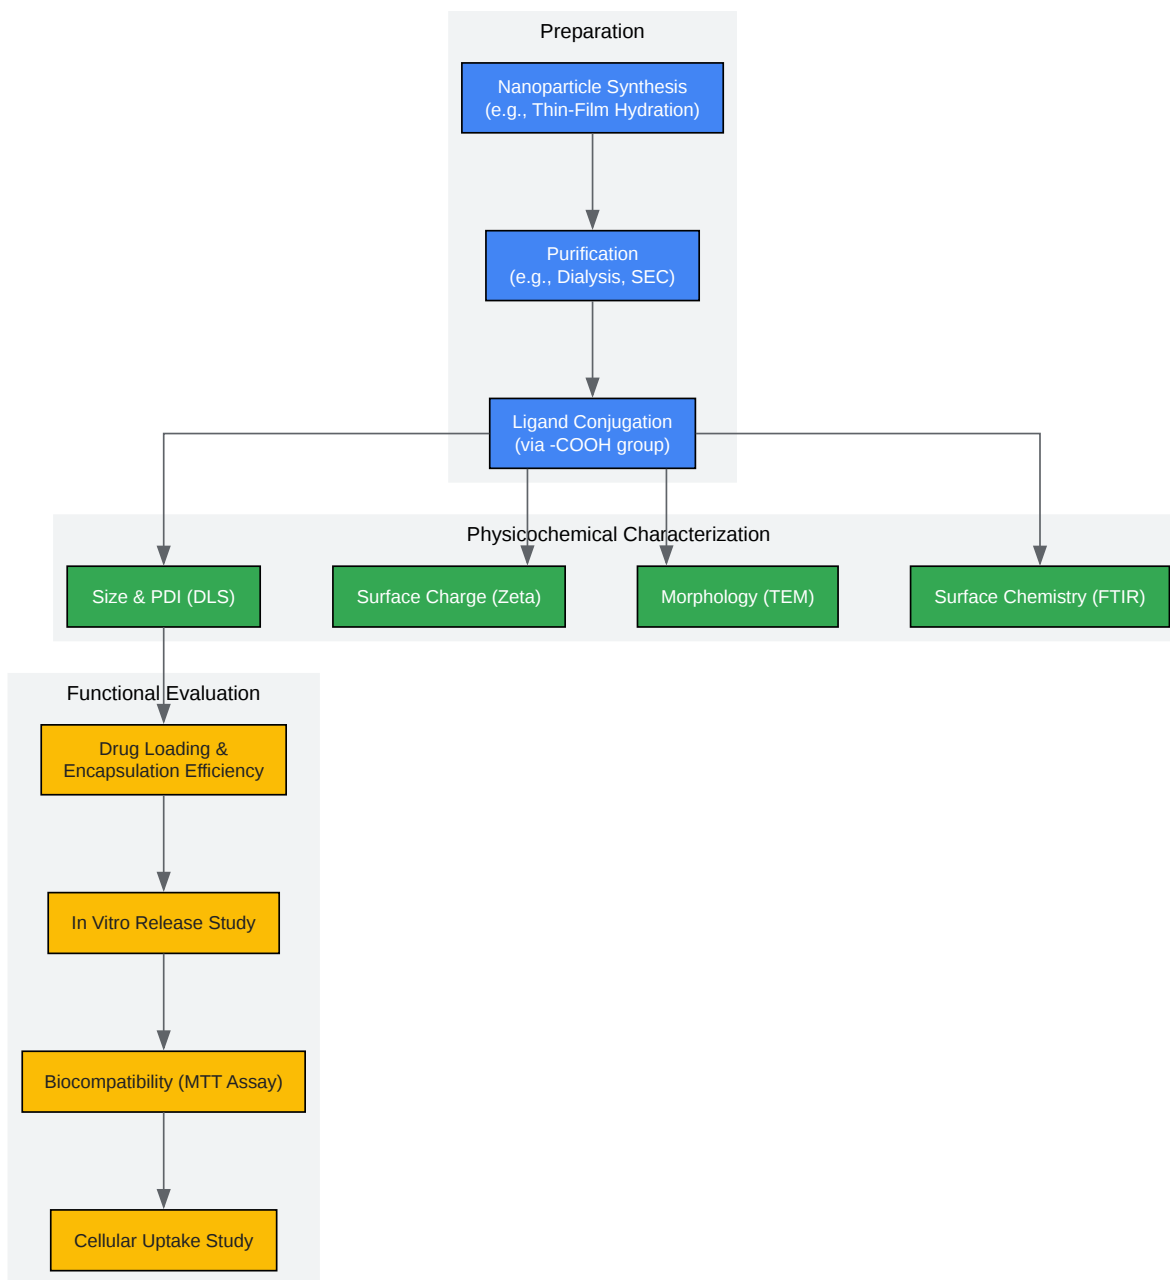 Preparation
Nanoparticle Synthesis
(e.g., Thin-Film Hydration)
Purification
(e.g., Dialysis, SEC)
Ligand Conjugation
(via -COOH group)
Physicochemical Characterization
Size & PDI (DLS)
Surface Charge (Zeta)
Morphology (TEM)
Surface Chemistry (FTIR)
Functional Evaluation
Drug Loading &
Encapsulation Efficiency
In Vitro Release Study
Biocompatibility (MTT Assay)
Cellular Uptake Study